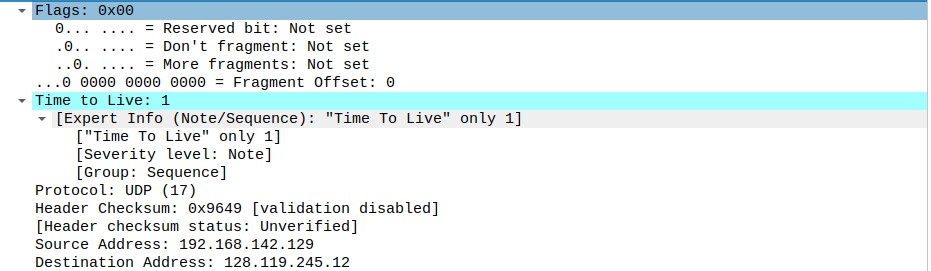 Flags: 0x00
0... .... = Reserved bit: Not set
.0.. .... = Don't fragment: Not set
..0. .... = More fragments: Not set
...0 0000 0000 0000 = Fragment Offset: 0
Time to Live: 1
[Expert Info (Note/Sequence): "Time To Live" only 1]
["Time To Live" only 1]
[Severity level: Note]
[Group: Sequence]
Protocol: UDP (17)
Header Checksum: 0x9649 [validation disabled]
[Header checksum status: Unverified]
Source Address: 192.168.142.129
Destination Address: 128.119.245.12